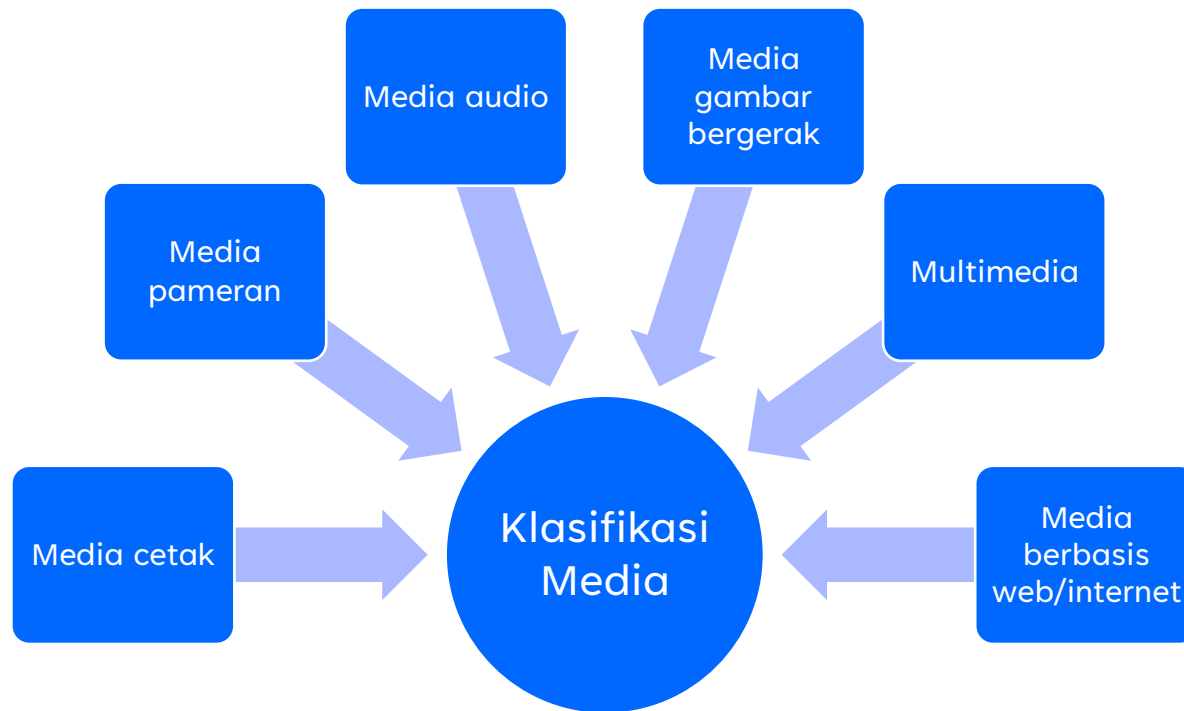 Media audio
Media
gambar
bergerak
Media
pameran
Multimedia
Media cetak
Klasifikasi
Media
Media
berbasis
web/internet